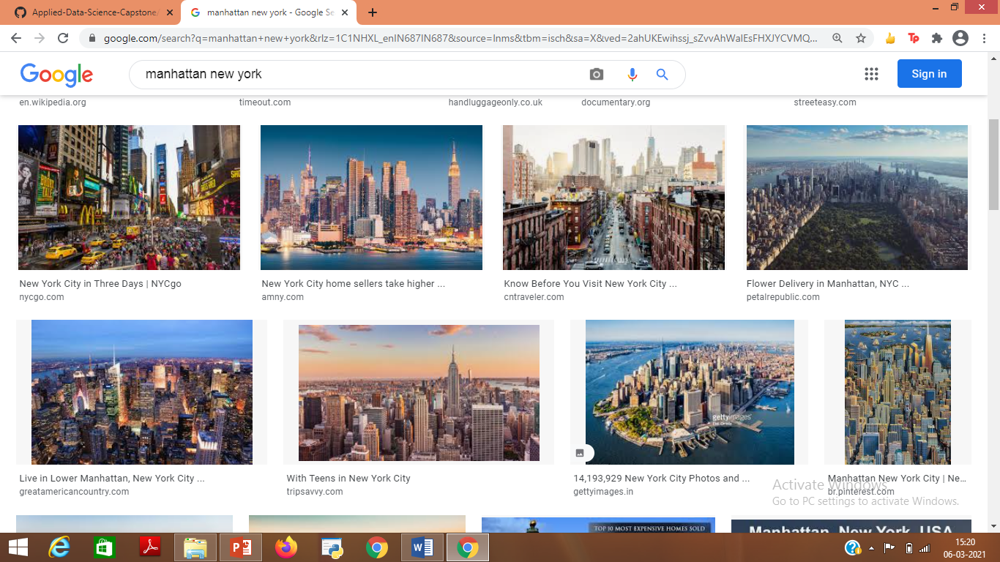 Applied-Data-Science-Capstone/
manhattan new york - Google Se
google.com/search?q=manhattan+new+york&rlz=1C1NHXL_enIN687IN687&source=lnms&tbm=isch&sa=X&ved=2ahUKEwihssj_sZvvAhWalEsFHXJYCVMQ...
Google
manhattan new york
Sign in
en.wikipedia.org
timeout.com
handluggageonly.co.uk
documentary.org
streeteasy.com
New York City in Three Days | NYCgo
nycgo.com
New York City home sellers take higher ...
amny.com
Know Before You Visit New York City ...
cntraveler.com
Flower Delivery in Manhattan, NYC ...
petalrepublic.com
gettyimages
Live in Lower Manhattan, New York City ...
greatamericancountry.com
With Teens in New York City
tripsavvy.com
14,193,929 New York City Photos and ...
gettyimages.in
Manhattan New York City | Ne...
br.pinterest.com
Activate Windows
Go to PC settings to activate Windows.
TOP 10 MOST EXPENSIVE HOMES SOLD
Manhattan, New York, USA
15:20
06-03-2021